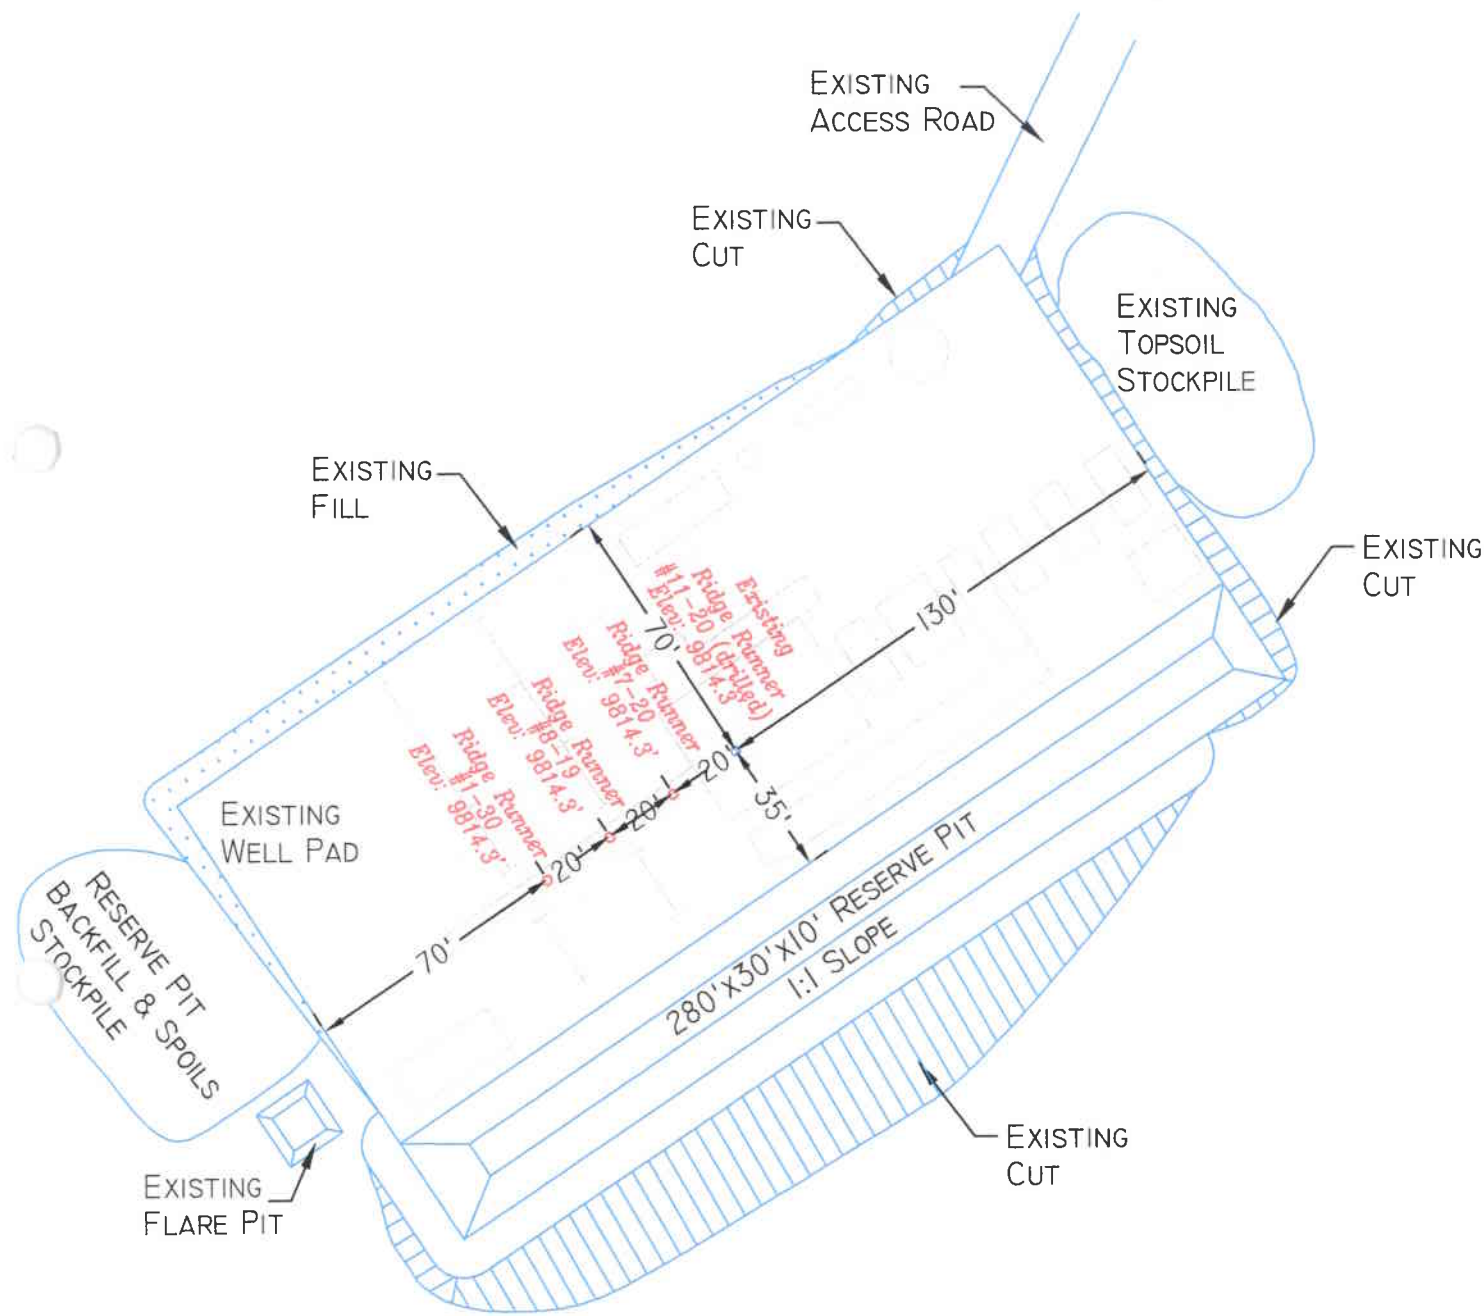 EXISTING
ACCESS ROAD
EXISTING
CUT
EXISTING
TOPSOIL
STOCKPILE
EXISTING
FILL
EXISTING
CUT
Existing
Ridge Runner
#11-20 (drilled)
Elev: 9814.3'
Ridge Runner
#7-20
Elev: 9814.3'
Ridge Runner
#8-19
Elev: 9814.3'
Ridge Runner
#1-30
Elev: 9814.3'
70'
130'
20'
20'
20'
35'
70'
EXISTING
WELL PAD
RESERVE PIT
BACKFILL & SPOILS
STOCKPILE
280'X30'X10' RESERVE PIT
1:1 SLOPE
EXISTING
FLARE PIT
EXISTING
CUT